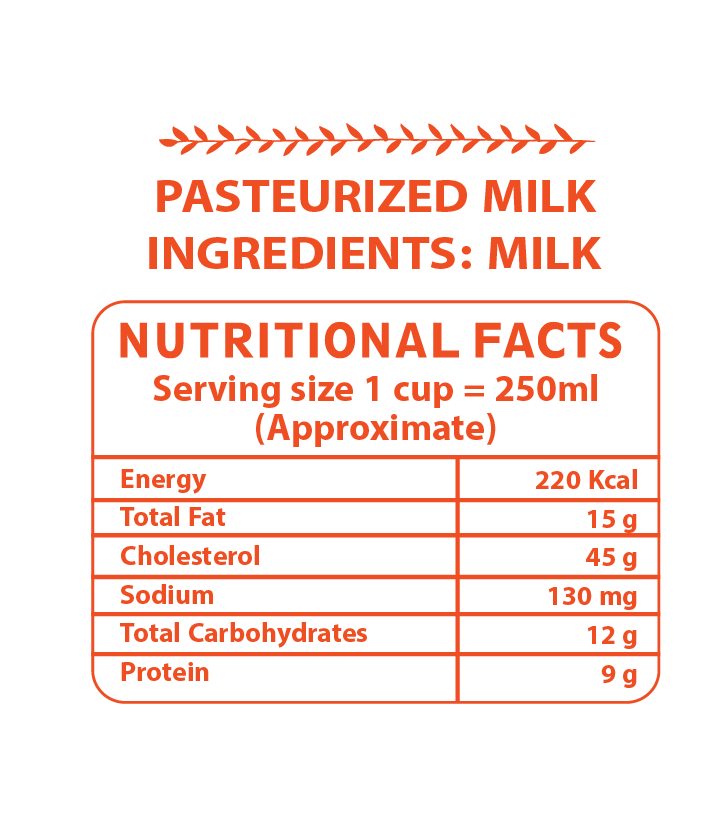 PASTEURIZED MILK
INGREDIENTS: MILK
NUTRITIONAL FACTS
Serving size 1 cup = 250ml
(Approximate)
Energy 220 Kcal
Total Fat 15 g
Cholesterol 45 g
Sodium 130 mg
Total Carbohydrates 12 g
Protein 9 g